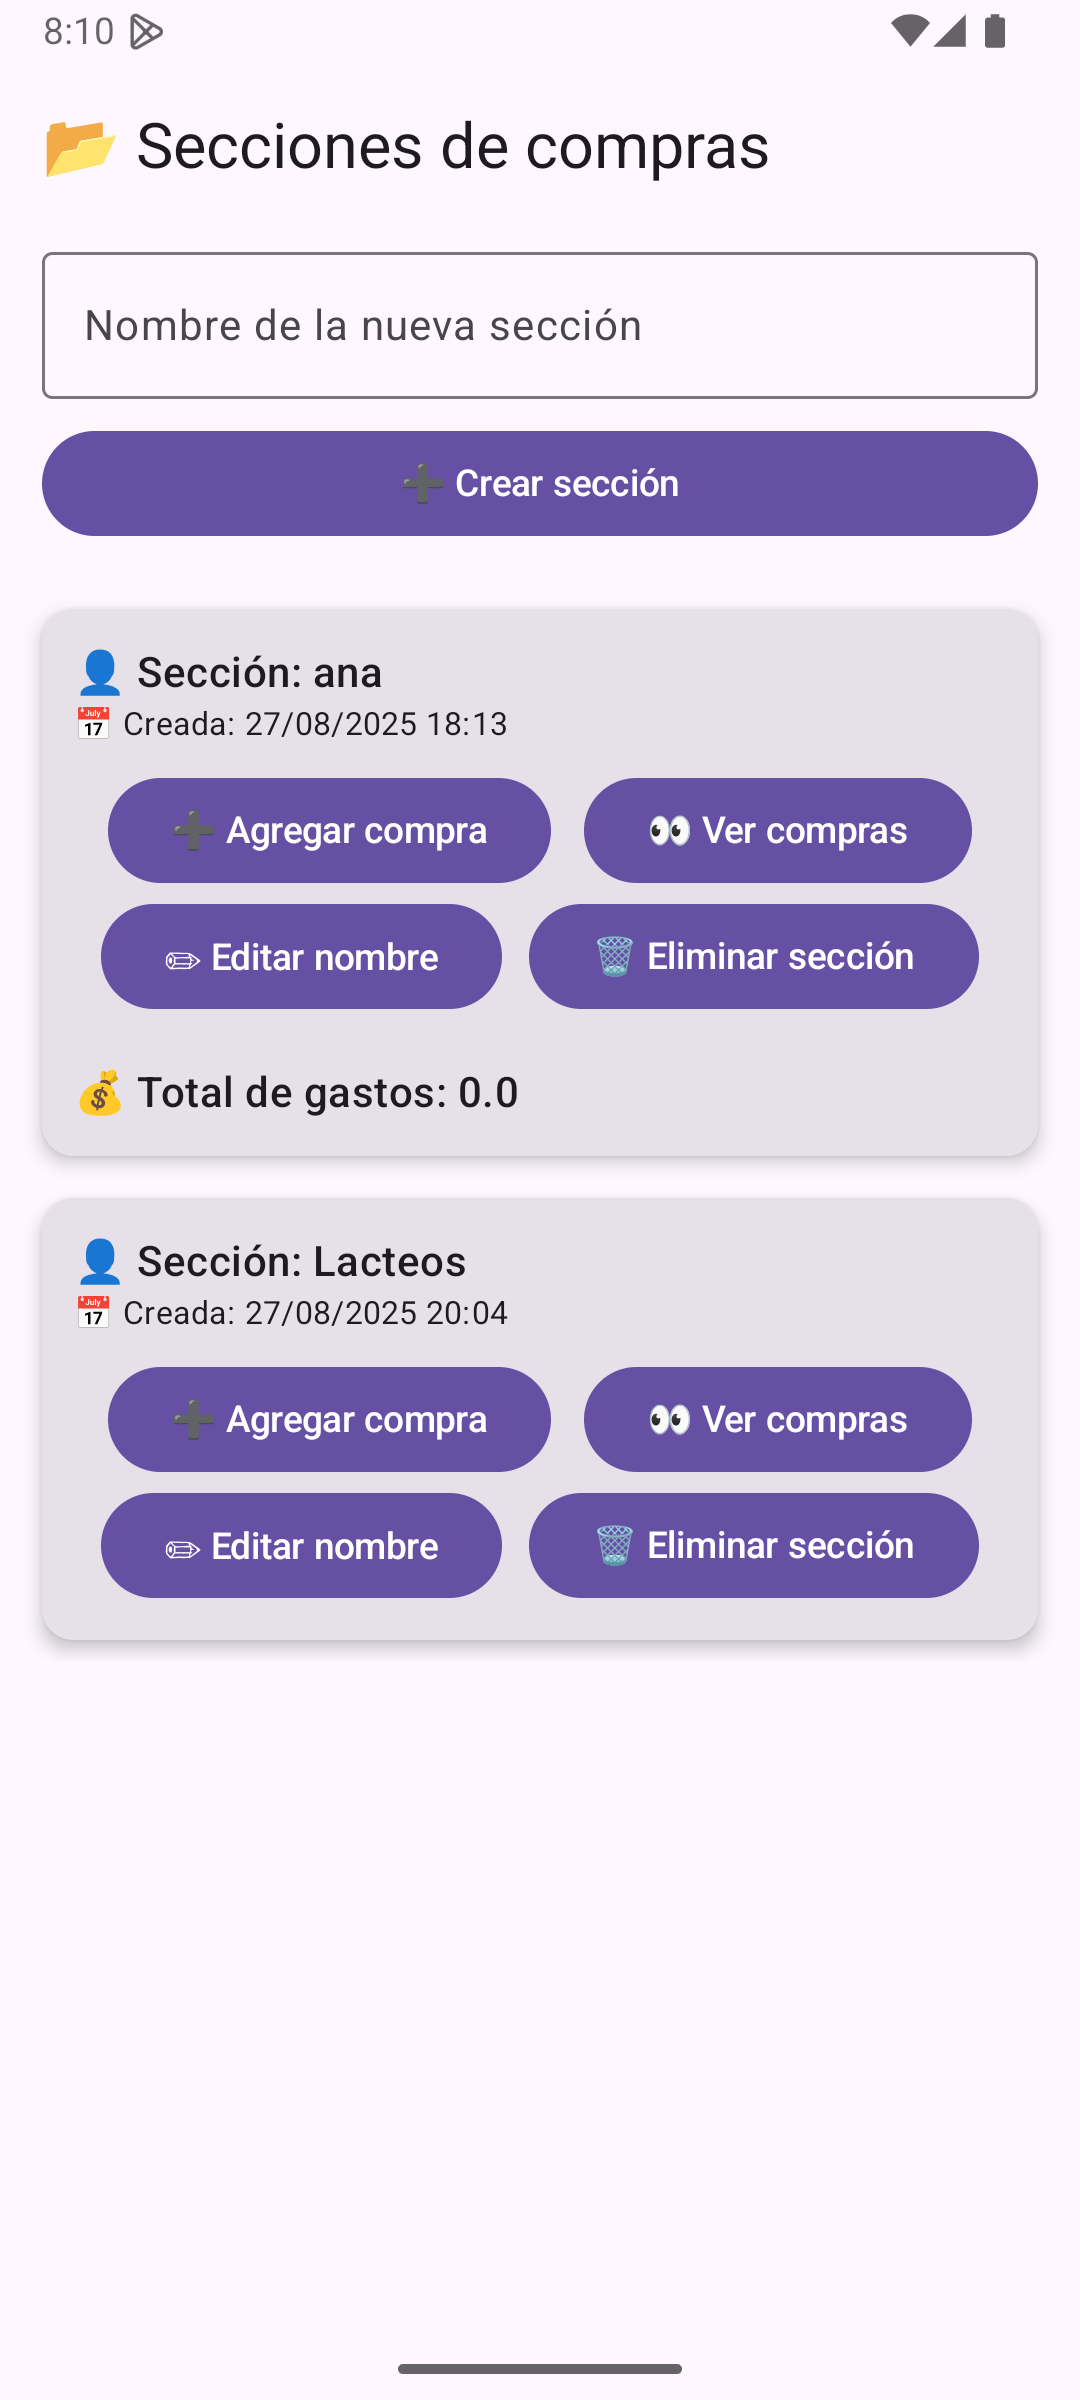 8:10
📂 Secciones de compras
Nombre de la nueva sección
➕ Crear sección
👤 Sección: ana
📅 Creada: 27/08/2025 18:13
➕ Agregar compra
👀 Ver compras
✏ Editar nombre
🗑️ Eliminar sección
💰 Total de gastos: 0.0
👤 Sección: Lacteos
📅 Creada: 27/08/2025 20:04
➕ Agregar compra
👀 Ver compras
✏ Editar nombre
🗑️ Eliminar sección